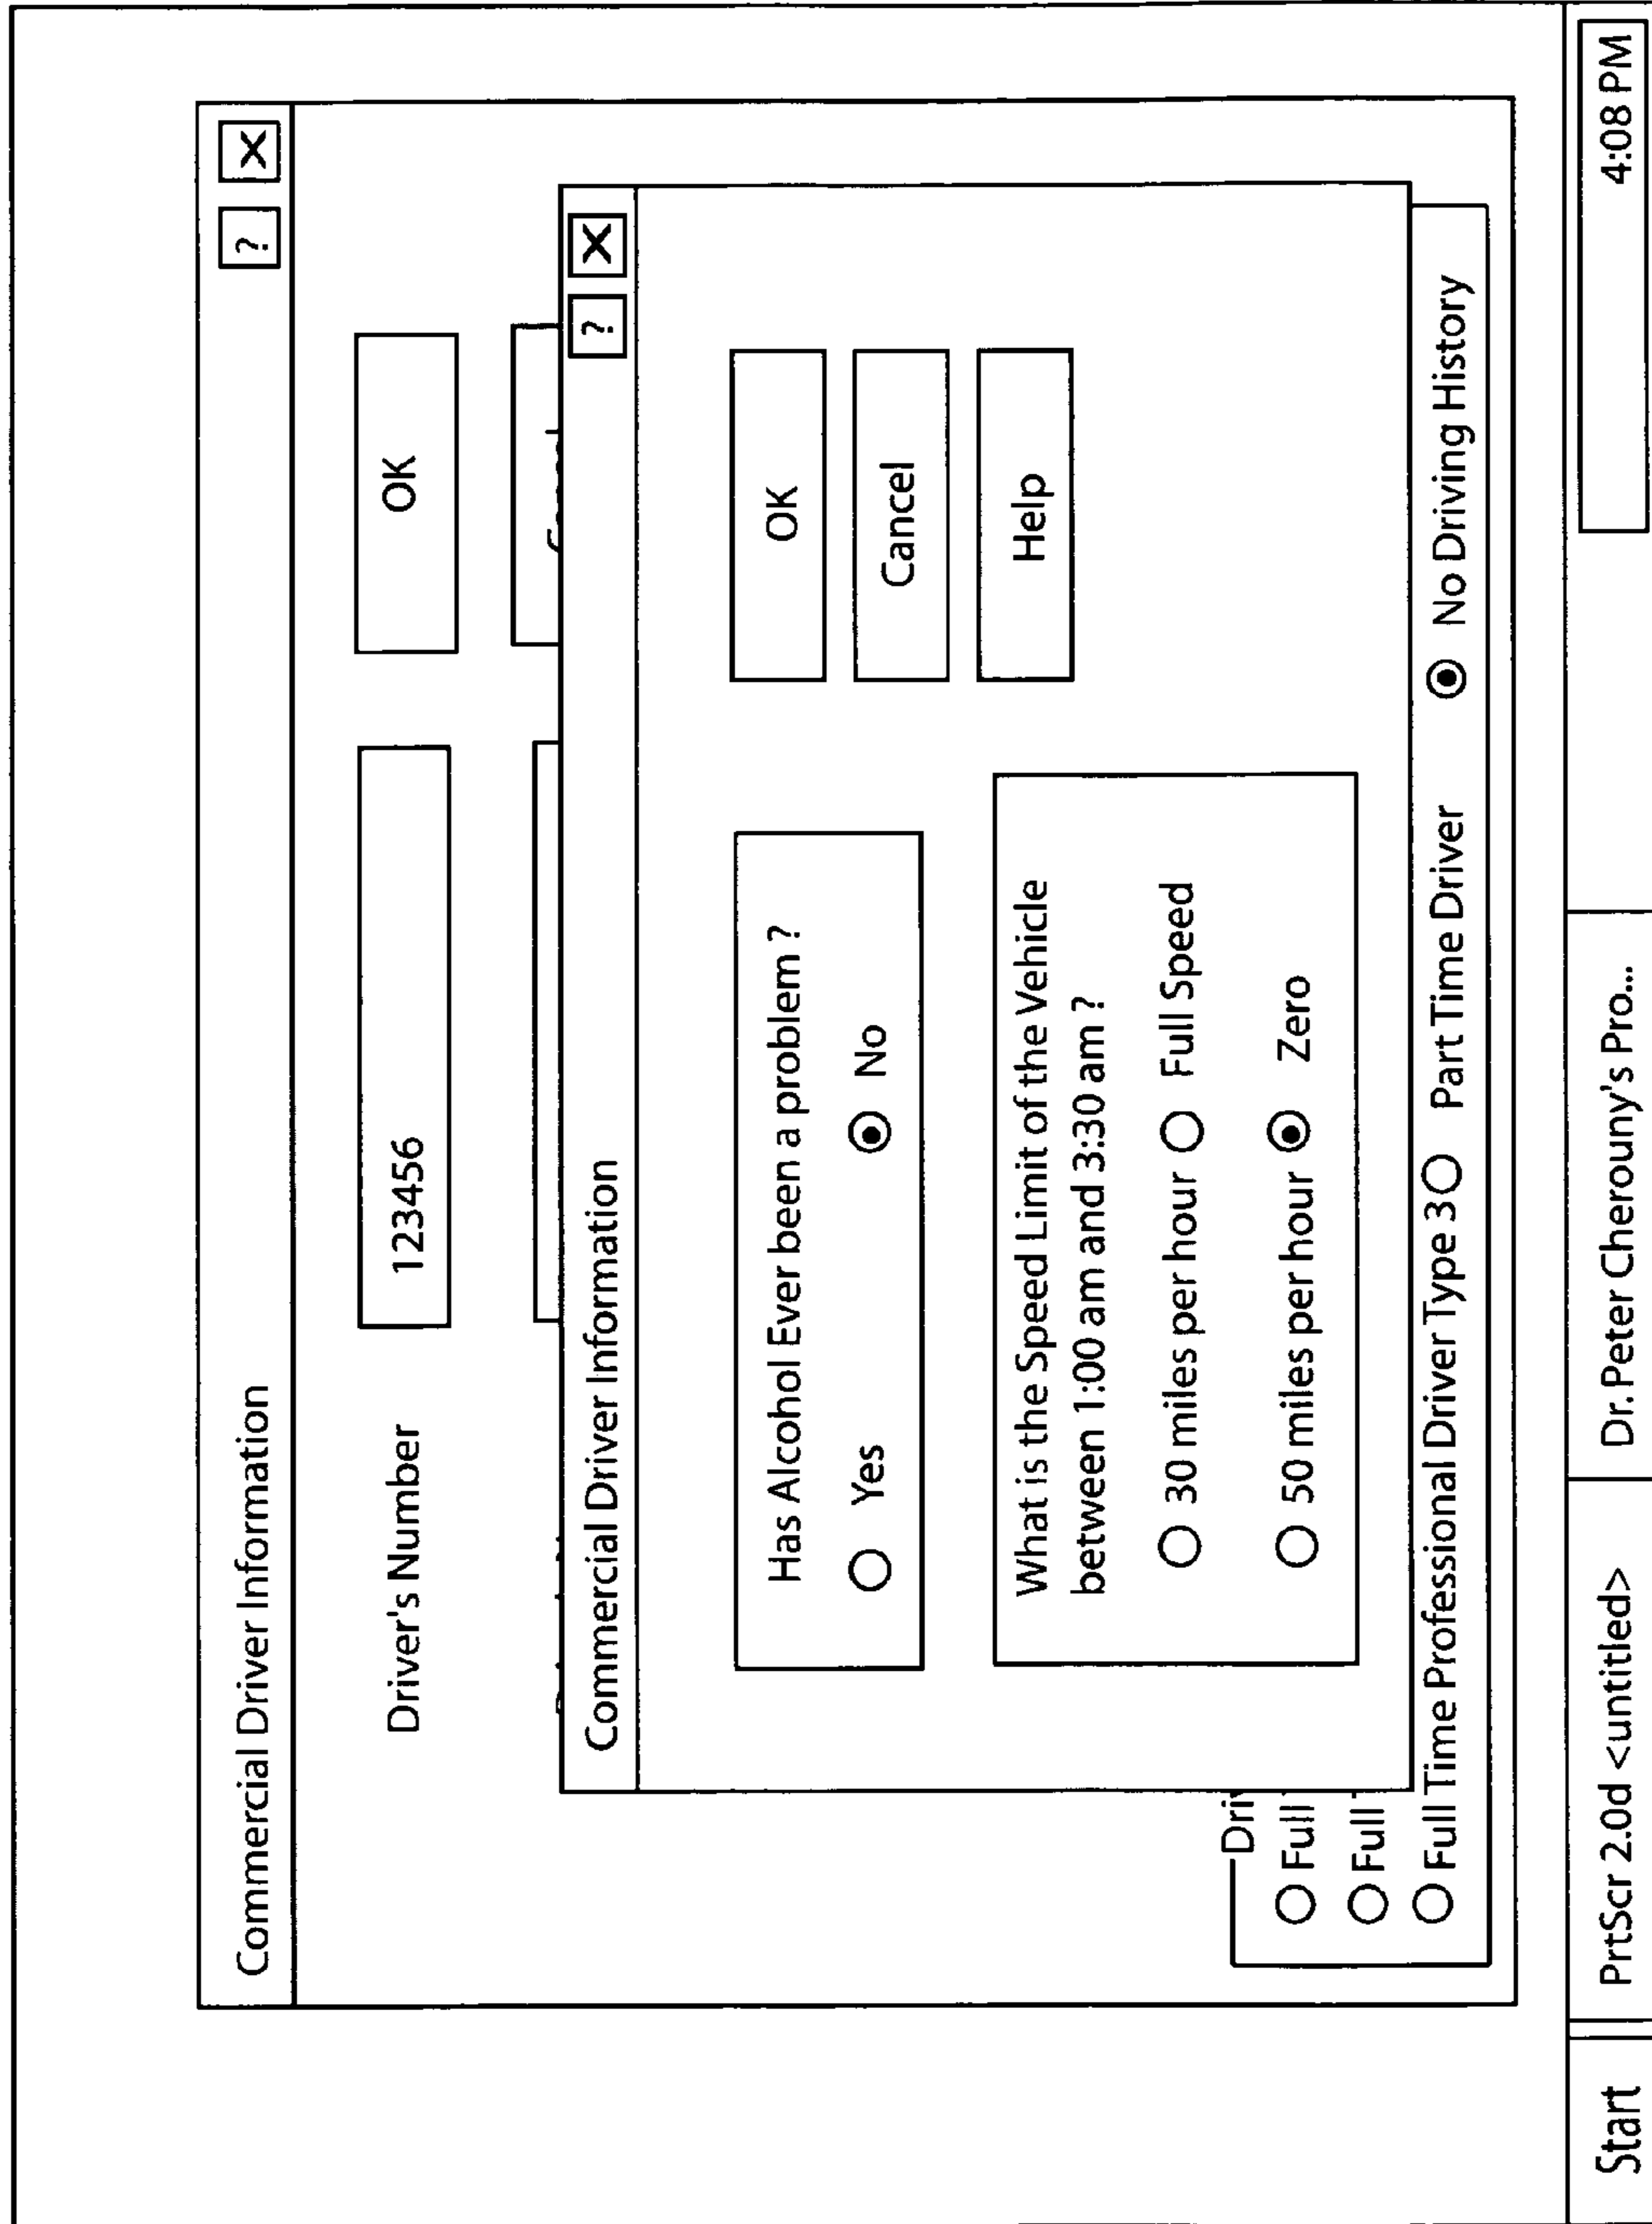 Commercial Driver Information ? X
Driver's Number 123456 OK
Commercial Driver Information ? X
Has Alcohol Ever been a problem ?
Yes No
OK
Cancel
Help
What is the Speed Limit of the Vehicle
between 1:00 am and 3:30 am ?
30 miles per hour Full Speed
50 miles per hour Zero
Dri
Full
Full
Full Time Professional Driver Type 3 Part Time Driver No Driving History
Start PrtScr 2.0d <untitled> Dr. Peter Cherouny's Pro... 4:08 PM